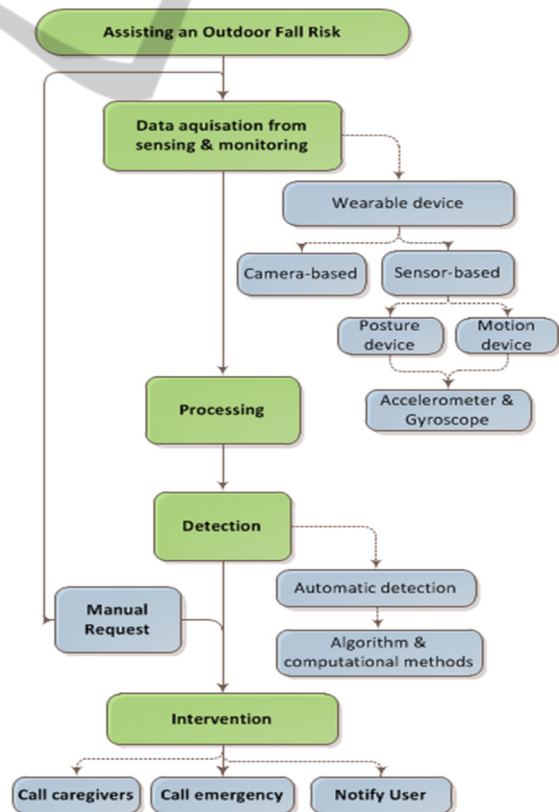 Assisting an Outdoor Fall Risk
Data aquisation from
sensing & monitoring
Wearable device
Camera-based
Sensor-based
Posture
device
Motion
device
Accelerometer &
Gyroscope
Processing
Detection
Automatic detection
Algorithm &
computational methods
Manual
Request
Intervention
Call caregivers
Call emergency
Notify User